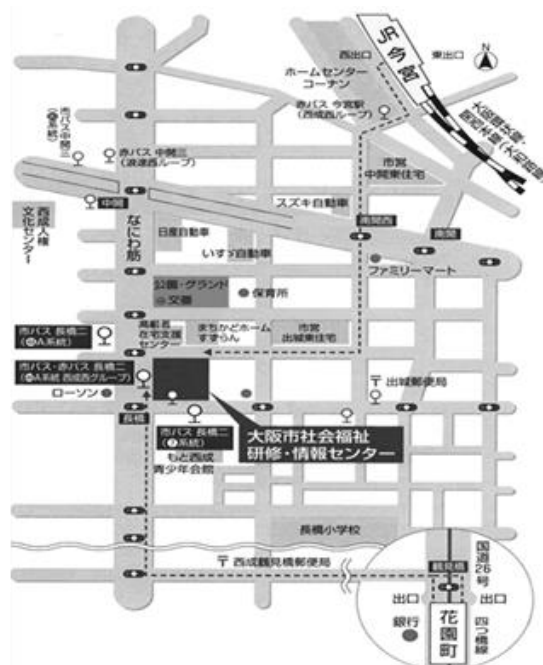 JR今宮
西出口
東出口
N
ホームセンター
コーナン
大阪環状線・
赤バス 今宮駅
(西成西ループ)
市バス中開三
赤バス 中開三
(浪速西ループ)
市営
中開東住宅
中開
スズキ自動車
西成人権
文化センター
なにわ筋
日産自動車
いすゞ自動車
南開西
南開
ファミリーマート
公園・グランド
交番
保育所
市バス 長橋二
高齢者
在宅支援
センター
まちかどホーム
すずらん
市営
出城東住宅
市バス・赤バス 長橋二
ローソン
長橋
〒出城郵便局
市バス 長橋二
大阪市社会福祉
研修・情報センター
もと西成
青少年会館
長橋小学校
〒西成鶴見橋郵便局
国道26号
鶴見橋
出口
出口
銀行
花園町
四つ橋線